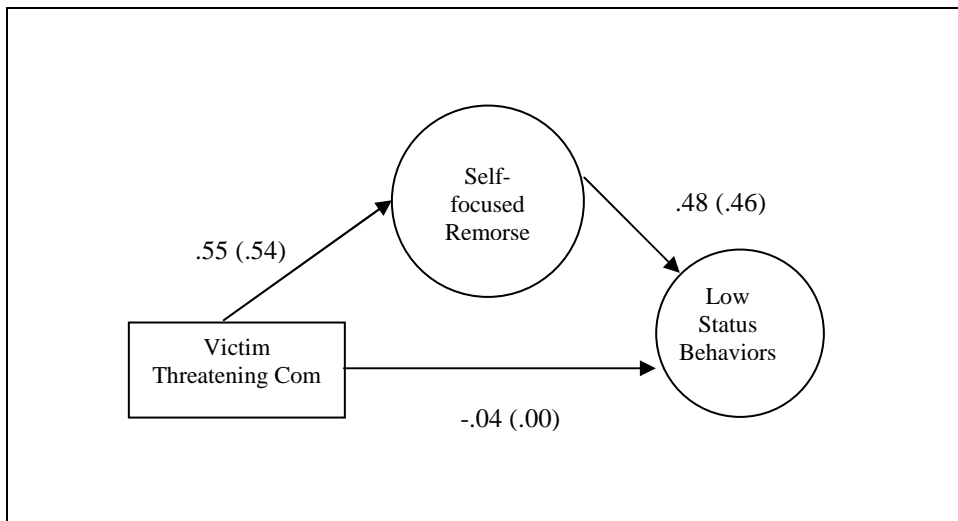 Self-
focused
Remorse
.48 (.46)
.55 (.54)
Low
Status
Behaviors
Victim
Threatening Com
-.04 (.00)